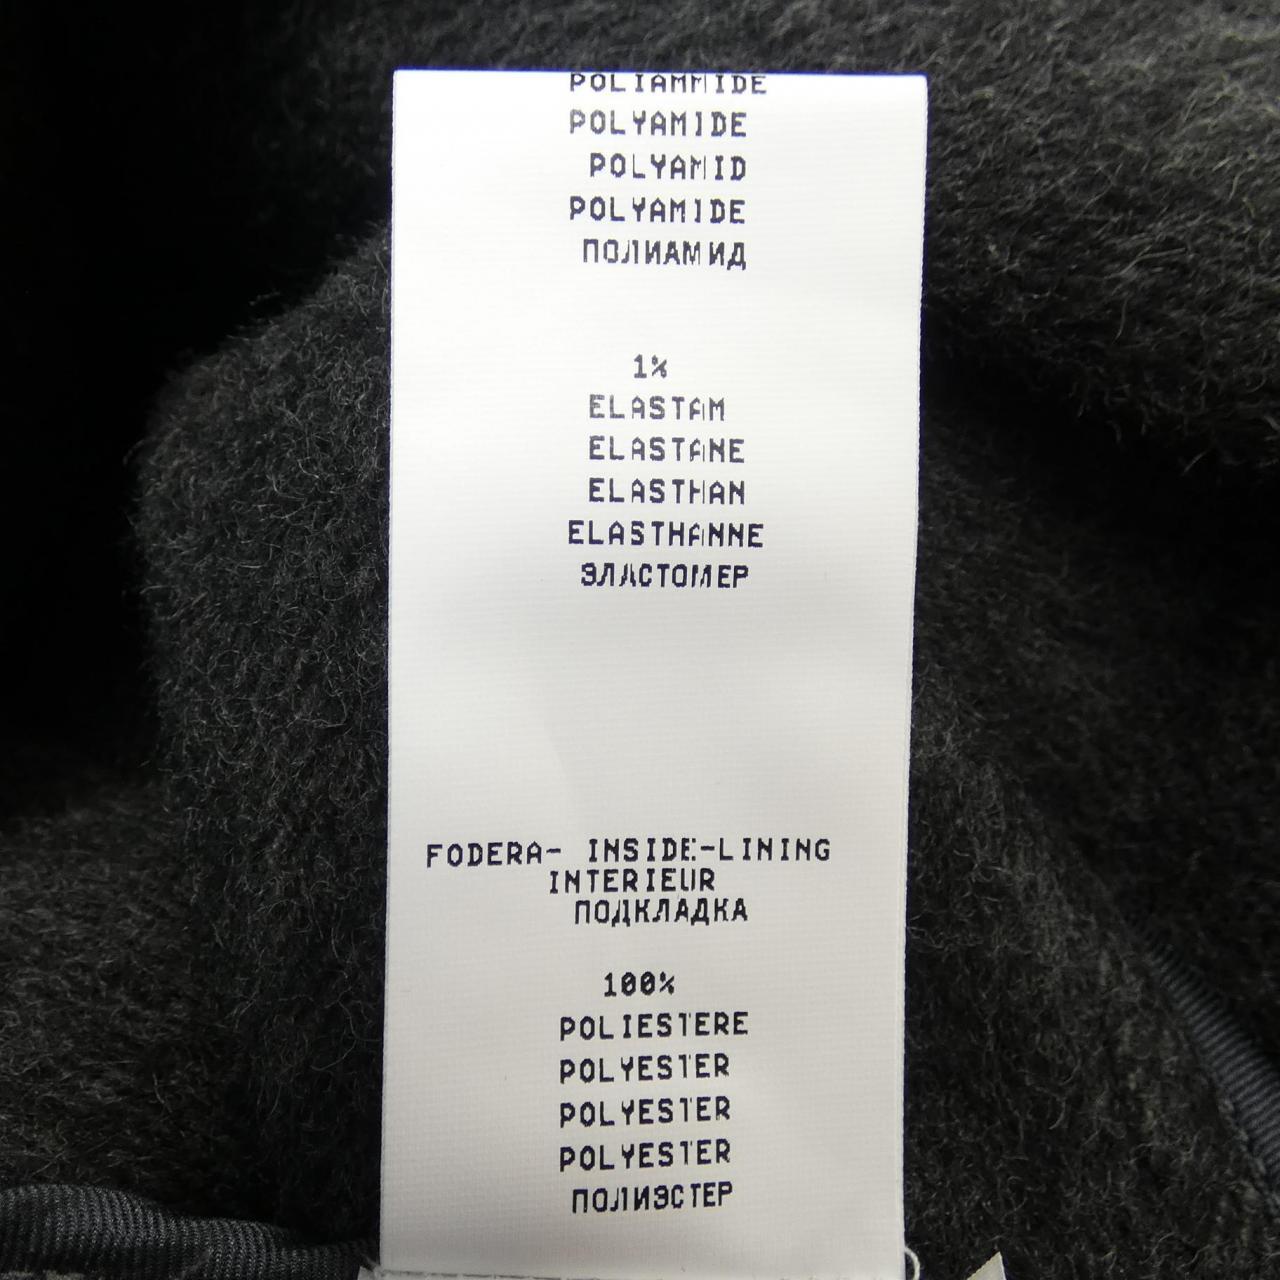 POLIAMMIDE
POLYAMIDE
POLYAMID
POLYAMIDE
ПОЛИАМИД
1%
ELASTAM
ELASTANE
ELASTHAN
ELASTHANNE
ЭЛАСТОМЕР
FODERA- INSIDE-LINING
INTERIEUR
ПОДКЛАДКА
100%
POLIESTERE
POLYESTER
POLYESTER
POLYESTER
ПОЛИЭСТЕР